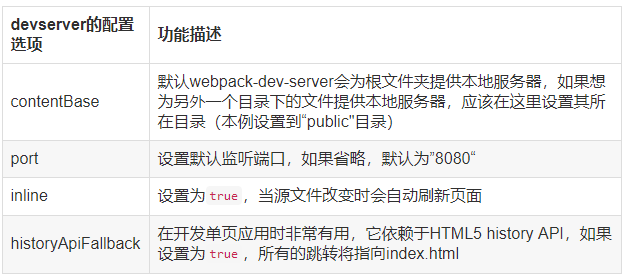 devserver的配置
选项
功能描述
contentBase
默认webpack-dev-server会为根文件夹提供本地服务器，如果想
为另外一个目录下的文件提供本地服务器，应该在这里设置其所
在目录（本例设置到“public"目录）
port
设置默认监听端口，如果省略，默认为”8080“
inline
设置为 true ，当源文件改变时会自动刷新页面
historyApiFallback
在开发单页应用时非常有用，它依赖于HTML5 history API，如果
设置为 true ，所有的跳转将指向index.html